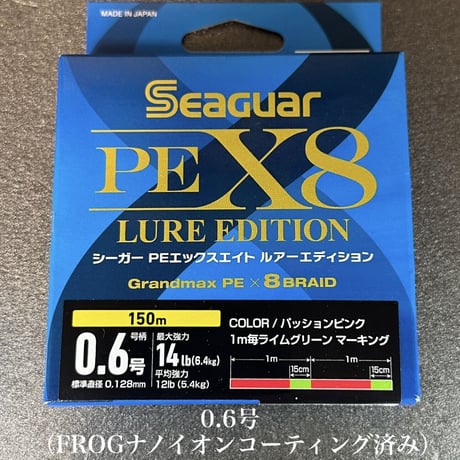 MADE IN JAPAN
SEAGUAR
PE X8
LURE EDITION
シーガー PEエックスエイト ルアーエディション
Grandmax PE × 8 BRAID
150m
0.6号
号柄
標準直径 0.128mm
最大強力
14 lb(6.4kg)
平均強力
12lb (5.4kg)
COLOR / パッションピンク
1m毎ライムグリーン マーキング
1m 1m
15cm 15cm
0.6号
(FROGナノイオンコーティング済み)